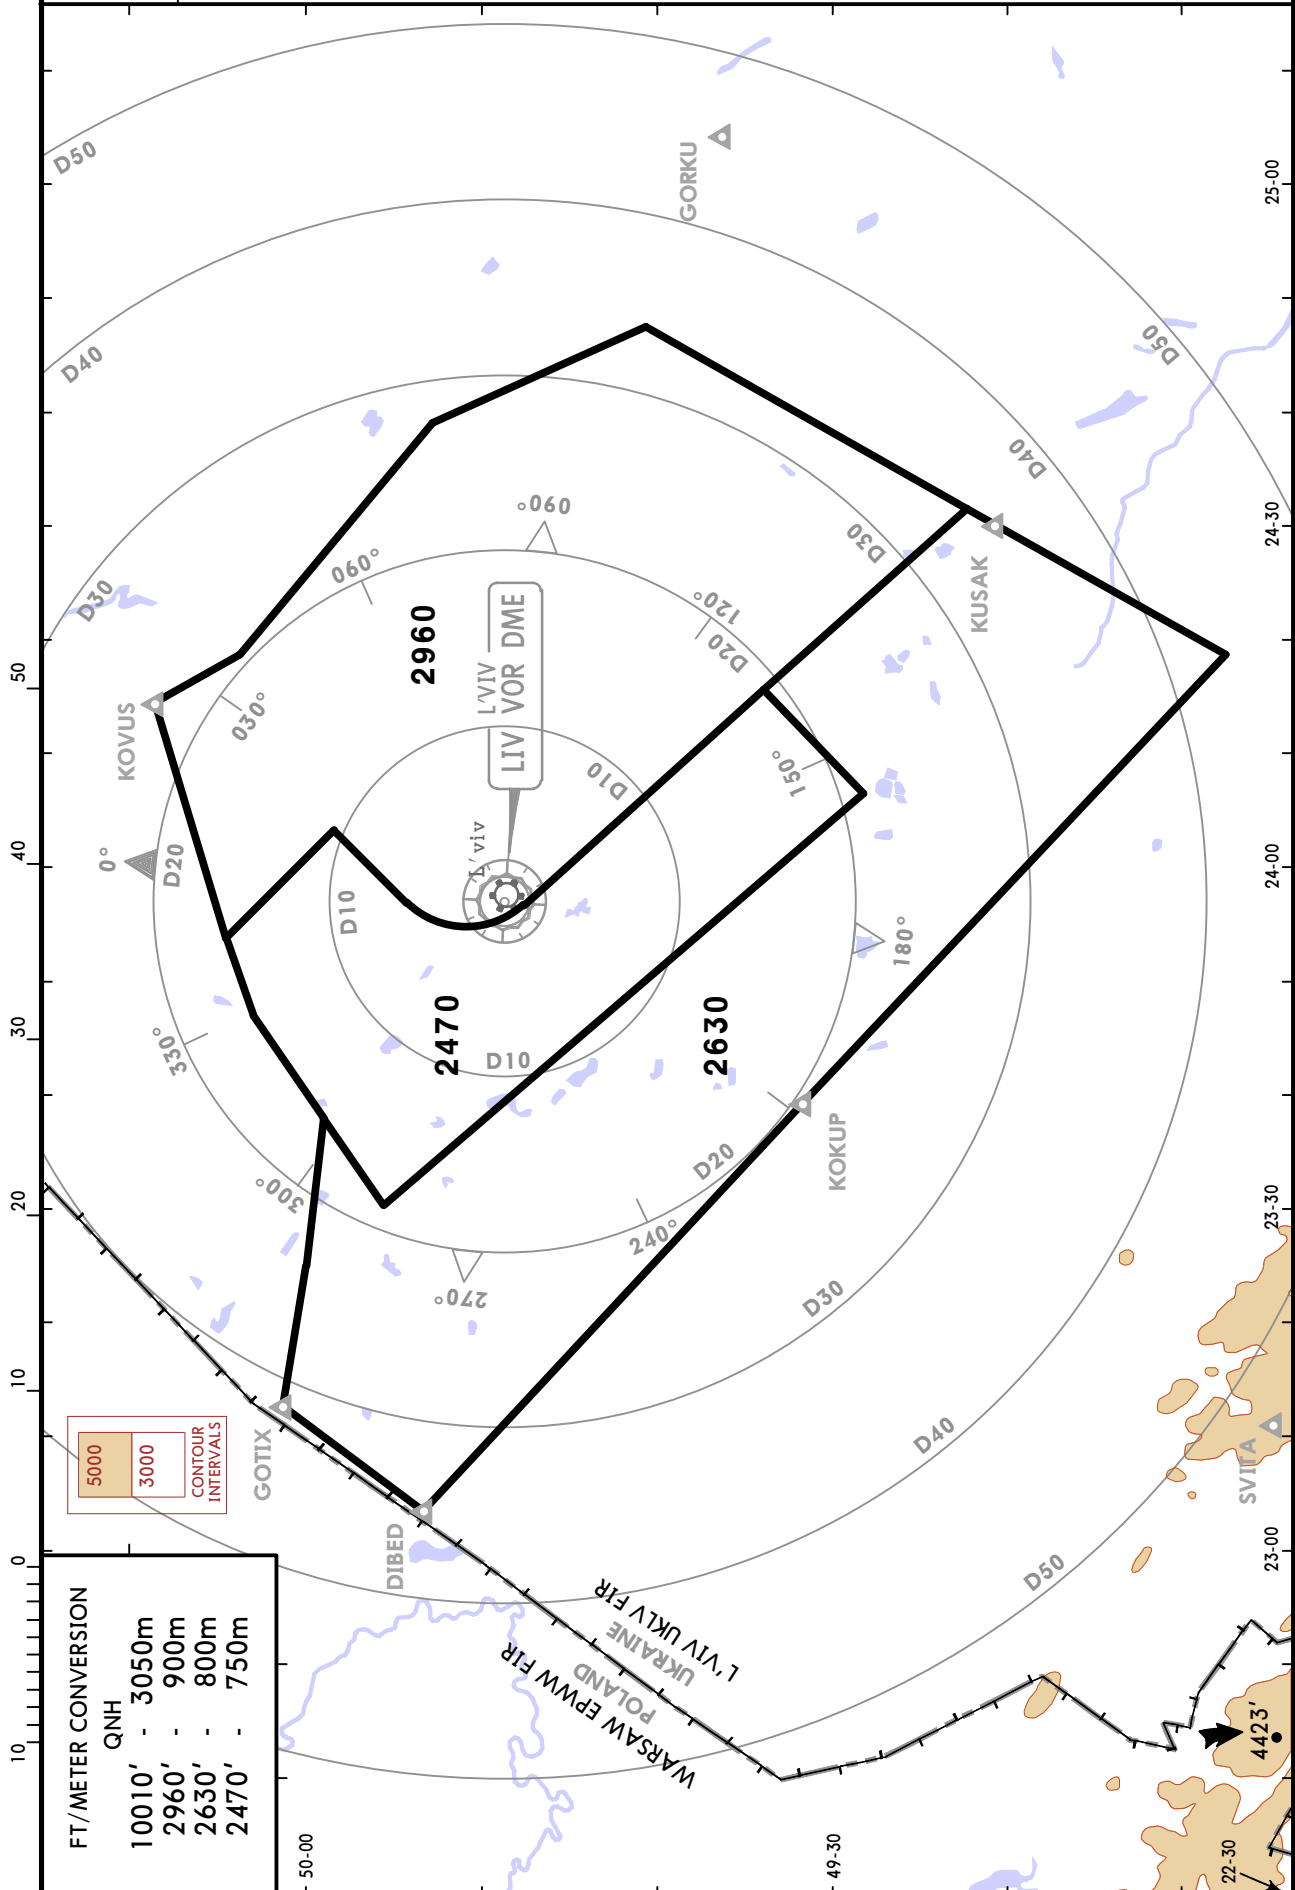 FT/METER CONVERSION
QNH
10010' - 3050m
2960' - 900m
2630' - 800m
2470' - 750m
5000
3000
CONTOUR
INTERVALS
10
0
10
20
30
40
50
D50
D40
D30
KOVUS
0°
D20
030°
060°
090°
120°
D20
150°
180°
240°
270°
300°
330°
2960
L'VIV
LIV VOR DME
L'viv
D10
D10
D10
2470
2630
GORKU
D50
D40
D30
KUSAK
KOKUP
D20
D30
D40
D50
GOTIX
DIBED
L'VIV UKLV FIR
UKRAINE
POLAND
WARSAW EPWW FIR
SVITA
4423'
50-00
49-30
22-30
23-00
23-30
24-00
24-30
25-00